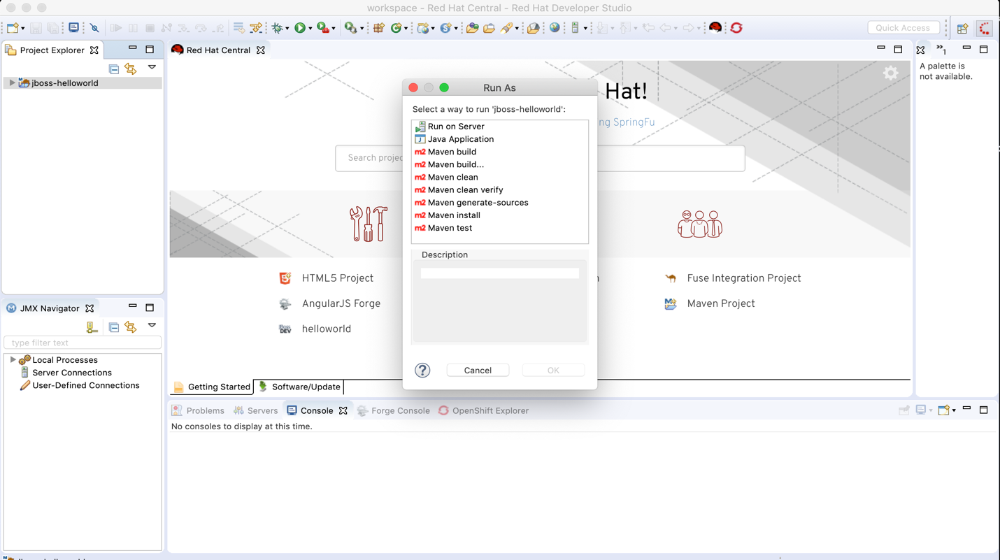 workspace - Red Hat Central - Red Hat Developer Studio
Quick Access
Project Explorer
Red Hat Central
1
jboss-helloworld
A palette is
not available.
Hat!
ng SpringFu
Search projec
Run As
Select a way to run 'jboss-helloworld':
Run on Server
Java Application
m2 Maven build
m2 Maven build...
m2 Maven clean
m2 Maven clean verify
m2 Maven generate-sources
m2 Maven install
m2 Maven test
Description
Cancel
OK
HTML5 Project
AngularJS Forge
helloworld
Fuse Integration Project
Maven Project
Getting Started
Software/Update
JMX Navigator
type filter text
Local Processes
Server Connections
User-Defined Connections
Problems
Servers
Console
Forge Console
OpenShift Explorer
No consoles to display at this time.